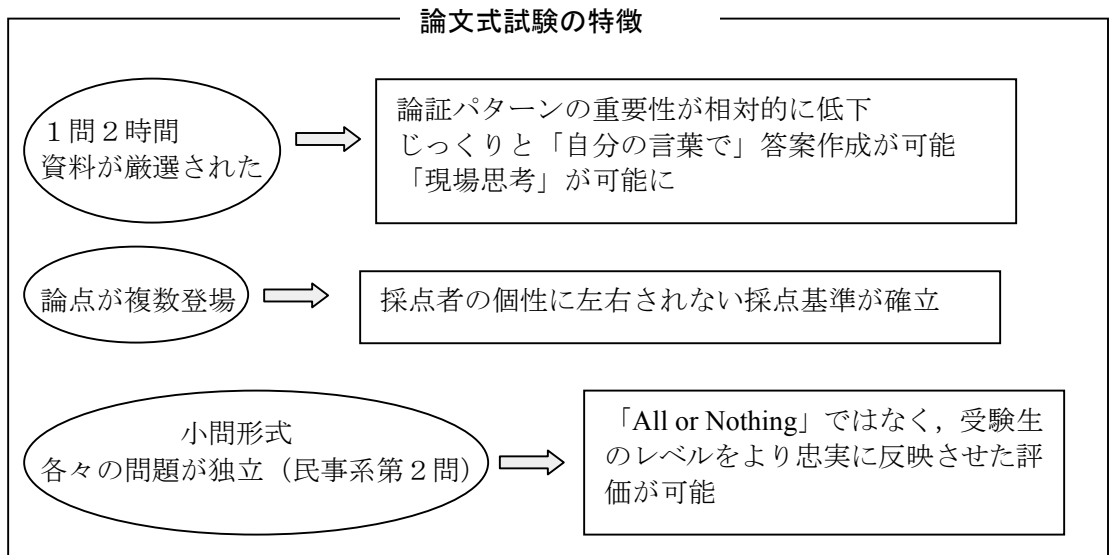 論文式試験の特徴
１問２時間
資料が厳選された
論証パターンの重要性が相対的に低下
じっくりと「自分の言葉で」答案作成が可能
「現場思考」が可能に
論点が複数登場
採点者の個性に左右されない採点基準が確立
小問形式
各々の問題が独立（民事系第２問）
「All or Nothing」ではなく，受験生
のレベルをより忠実に反映させた評
価が可能